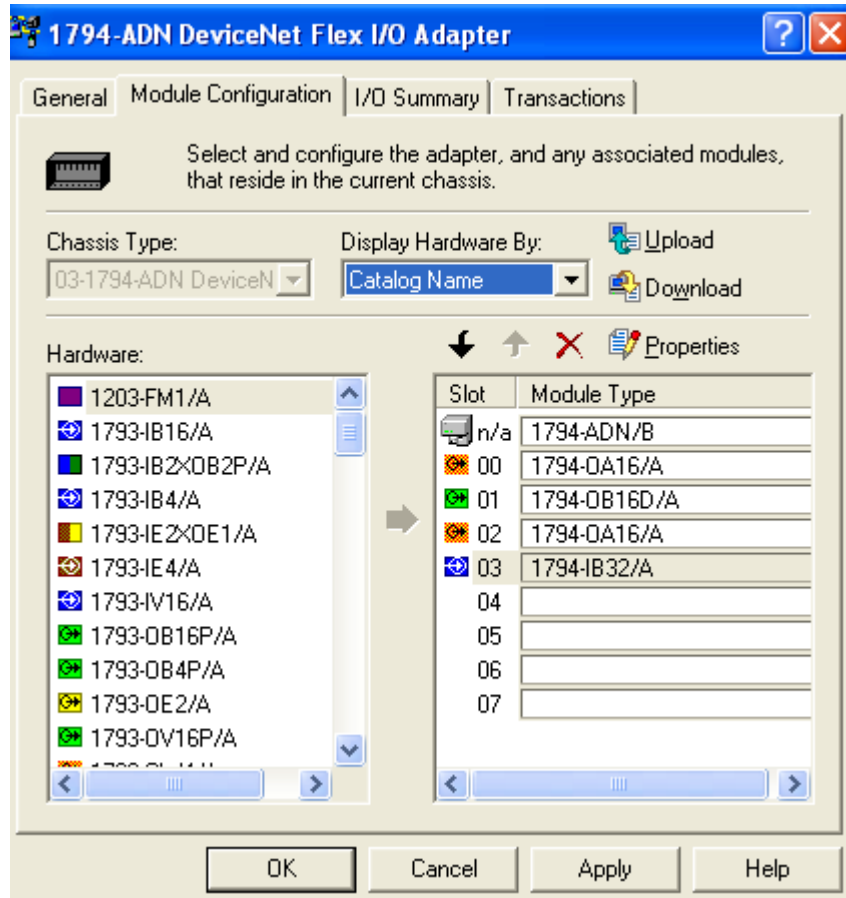 1794-ADN DeviceNet Flex I/O Adapter
General Module Configuration I/O Summary Transactions
Select and configure the adapter, and any associated modules,
that reside in the current chassis.
Chassis Type:
03-1794-ADN DeviceN
Display Hardware By:
Catalog Name
Upload
Download
Hardware:
1203-FM1/A
1793-IB16/A
1793-IB2XOB2P/A
1793-IB4/A
1793-IE2XOE1/A
1793-IE4/A
1793-IV16/A
1793-OB16P/A
1793-OB4P/A
1793-OE2/A
1793-OV16P/A
Properties
Slot Module Type
n/a 1794-ADN/B
00 1794-OA16/A
01 1794-OB16D/A
02 1794-OA16/A
03 1794-IB32/A
04
05
06
07
OK Cancel Apply Help